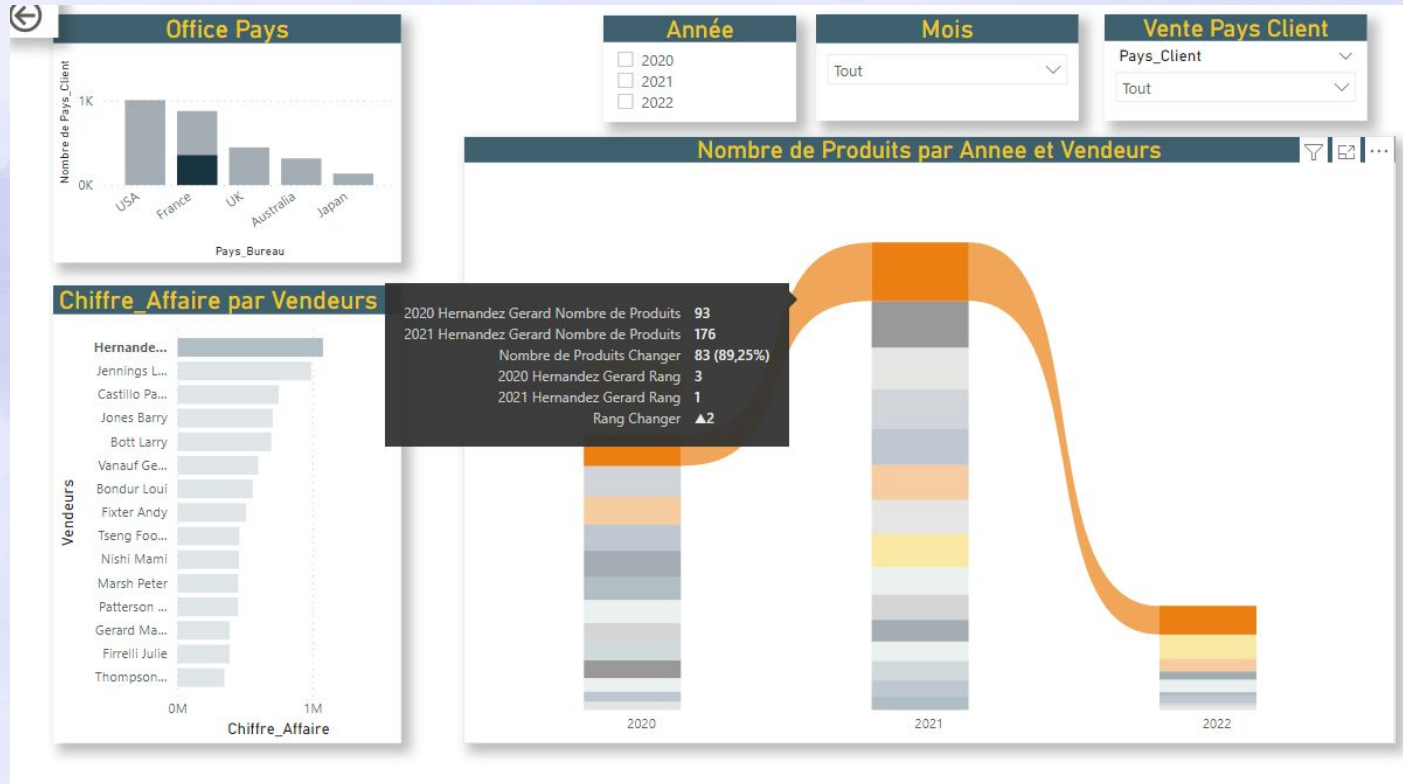 Office Pays
Nombre de Pays_Client
1K
0K
USA
France
UK
Australia
Japan
Pays_Bureau
Année
2020
2021
2022
Mois
Tout
Vente Pays Client
Pays_Client
Tout
Chiffre_Affaire par Vendeurs
Vendeurs
Hernande...
Jennings L...
Castillo Pa...
Jones Barry
Bott Larry
Vanauf Ge...
Bondur Loui
Fixter Andy
Tseng Foo...
Nishi Mami
Marsh Peter
Patterson ...
Gerard Ma...
Firrelli Julie
Thompson...
0M
1M
Chiffre_Affaire
Nombre de Produits par Annee et Vendeurs
2020 Hernandez Gerard Nombre de Produits 93
2021 Hernandez Gerard Nombre de Produits 176
Nombre de Produits Changer 83 (89,25%)
2020 Hernandez Gerard Rang 3
2021 Hernandez Gerard Rang 1
Rang Changer ▲2
2020
2021
2022